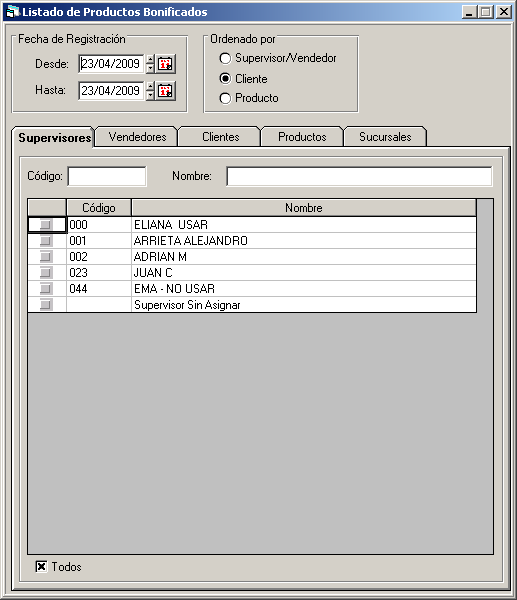 Listado de Productos Bonificados
Fecha de Registración
Desde: 23/04/2009
Hasta: 23/04/2009
Ordenado por
Supervisor/Vendedor
Cliente
Producto
Supervisores Vendedores Clientes Productos Sucursales
Código: Nombre:
Código Nombre
000 ELIANA USAR
001 ARRIETA ALEJANDRO
002 ADRIAN M
023 JUAN C
044 EMA - NO USAR
Supervisor Sin Asignar
Todos